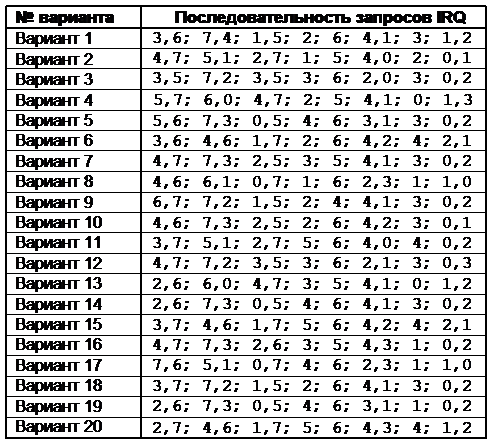 № варианта Последовательность запросов IRQ
Вариант 1 3,6; 7,4; 1,5; 2; 6; 4,1; 3; 1,2
Вариант 2 4,7; 5,1; 2,7; 1; 5; 4,0; 2; 0,1
Вариант 3 3,5; 7,2; 3,5; 3; 6; 2,0; 3; 0,2
Вариант 4 5,7; 6,0; 4,7; 2; 5; 4,1; 0; 1,3
Вариант 5 5,6; 7,3; 0,5; 4; 6; 3,1; 3; 0,2
Вариант 6 3,6; 4,6; 1,7; 2; 6; 4,2; 4; 2,1
Вариант 7 4,7; 7,3; 2,5; 3; 5; 4,1; 3; 0,2
Вариант 8 4,6; 6,1; 0,7; 1; 6; 2,3; 1; 1,0
Вариант 9 6,7; 7,2; 1,5; 2; 4; 4,1; 3; 0,2
Вариант 10 4,6; 7,3; 2,5; 2; 6; 4,2; 3; 0,1
Вариант 11 3,7; 5,1; 2,7; 5; 6; 4,0; 4; 0,2
Вариант 12 4,7; 7,2; 3,5; 3; 6; 2,1; 3; 0,3
Вариант 13 2,6; 6,0; 4,7; 3; 5; 4,1; 0; 1,2
Вариант 14 2,6; 7,3; 0,5; 4; 6; 4,1; 3; 0,2
Вариант 15 3,7; 4,6; 1,7; 5; 6; 4,2; 4; 2,1
Вариант 16 4,7; 7,3; 2,6; 3; 5; 4,3; 1; 0,2
Вариант 17 7,6; 5,1; 0,7; 4; 6; 2,3; 1; 1,0
Вариант 18 3,7; 7,2; 1,5; 2; 6; 4,1; 3; 0,2
Вариант 19 2,6; 7,3; 0,5; 4; 6; 3,1; 1; 0,2
Вариант 20 2,7; 4,6; 1,7; 5; 6; 4,3; 4; 1,2